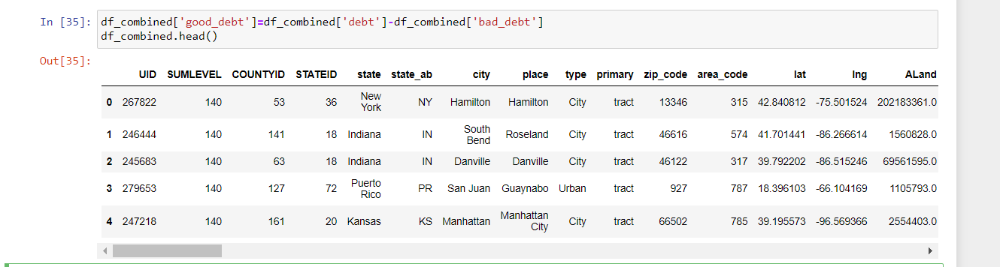 In [35]: df_combined['good_debt']=df_combined['debt']-df_combined['bad_debt']
df_combined.head()
Out[35]:
UID SUMLEVEL COUNTYID STATEID state state_ab city place type primary zip_code area_code lat lng ALand
0 267822 140 53 36 New York NY Hamilton Hamilton City tract 13346 315 42.840812 -75.501524 202183361.0
1 246444 140 141 18 Indiana IN South Bend Roseland City tract 46616 574 41.701441 -86.266614 1560828.0
2 245683 140 63 18 Indiana IN Danville Danville City tract 46122 317 39.792202 -86.515246 69561595.0
3 279653 140 127 72 Puerto Rico PR San Juan Guaynabo Urban tract 927 787 18.396103 -66.104169 1105793.0
4 247218 140 161 20 Kansas KS Manhattan Manhattan City City tract 66502 785 39.195573 -96.569366 2554403.0